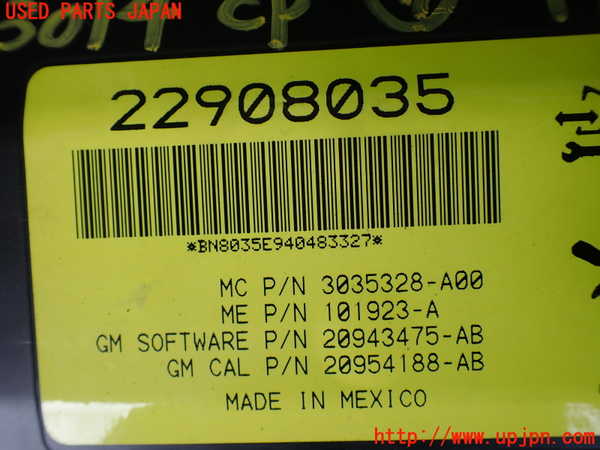 USED PARTS JAPAN
22908035
*BN8035E940483327*
MC P/N 3035328-A00
ME P/N 101923-A
GM SOFTWARE P/N 20943475-AB
GM CAL P/N 20954188-AB
MADE IN MEXICO
http://www.upjpn.com